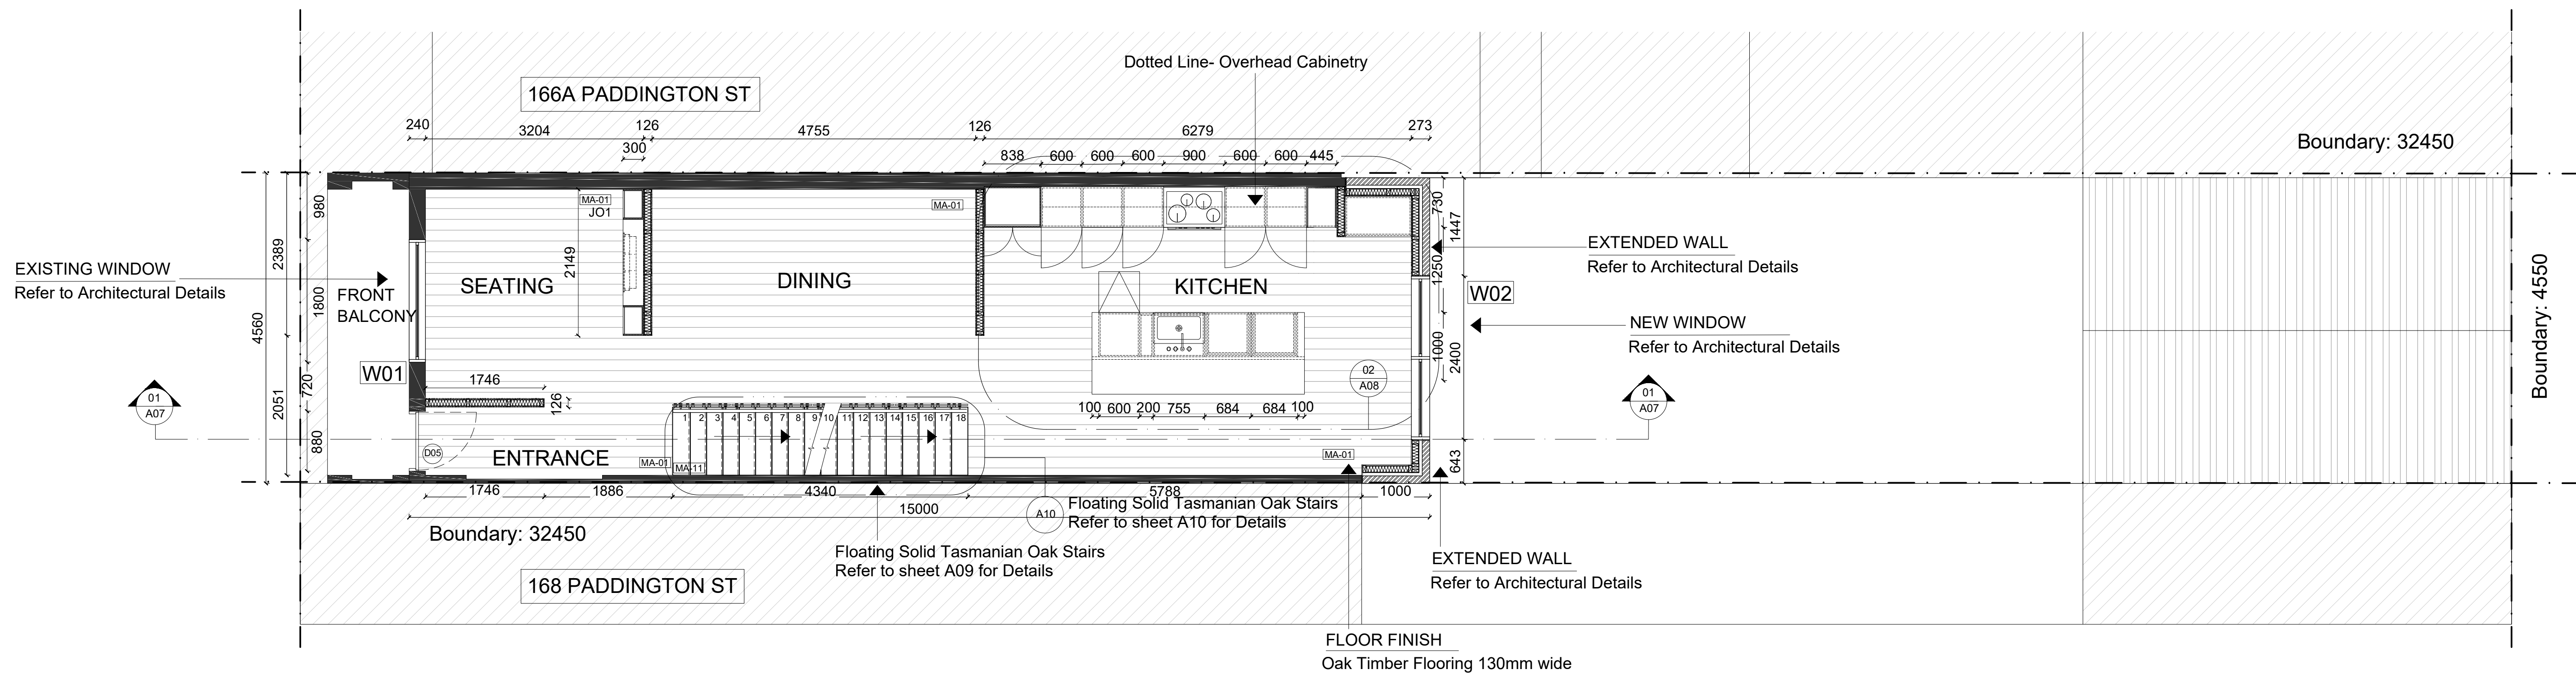 Dotted Line- Overhead Cabinetry
166A PADDINGTON ST
240
3204
126
4755
126
6279
273
300
838
600
600
600
900
600
600
445
Boundary: 32450
MA-01
JO1
MA-01
980
2389
1800
4560
720
2051
880
EXISTING WINDOW
Refer to Architectural Details
FRONT
BALCONY
W01
SEATING
2149
DINING
KITCHEN
730
1447
1250
1000
2400
643
EXTENDED WALL
Refer to Architectural Details
W02
NEW WINDOW
Refer to Architectural Details
Boundary: 4550
01
A07
1746
126
02
A08
01
A07
100
600
200
755
684
684
100
1
2
3
4
5
6
7
8
9
10
11
12
13
14
15
16
17
18
D05
ENTRANCE
MA-01
MA-11
MA-01
1746
1886
4340
5788
1000
15000
A10
Floating Solid Tasmanian Oak Stairs
Refer to sheet A10 for Details
Boundary: 32450
Floating Solid Tasmanian Oak Stairs
Refer to sheet A09 for Details
EXTENDED WALL
Refer to Architectural Details
168 PADDINGTON ST
FLOOR FINISH
Oak Timber Flooring 130mm wide